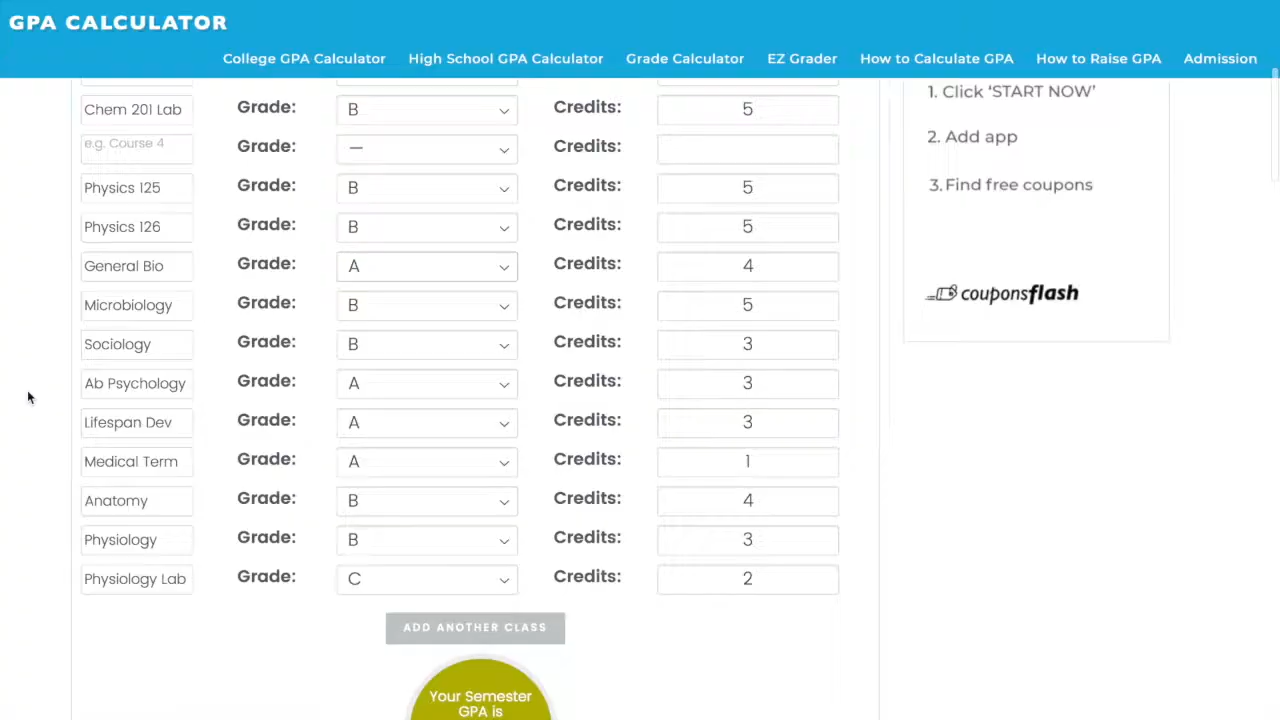 GPA CALCULATOR
College GPA Calculator High School GPA Calculator Grade Calculator EZ Grader How to Calculate GPA How to Raise GPA Admission
Chem 201 Lab Grade: B Credits: 5
e.g. Course 4 Grade: — Credits:
Physics 125 Grade: B Credits: 5
Physics 126 Grade: B Credits: 5
General Bio Grade: A Credits: 4
Microbiology Grade: B Credits: 5
Sociology Grade: B Credits: 3
Ab Psychology Grade: A Credits: 3
Lifespan Dev Grade: A Credits: 3
Medical Term Grade: A Credits: 1
Anatomy Grade: B Credits: 4
Physiology Grade: B Credits: 3
Physiology Lab Grade: C Credits: 2
ADD ANOTHER CLASS
Your Semester
GPA is
1. Click ‘START NOW’
2. Add app
3. Find free coupons
couponsflash